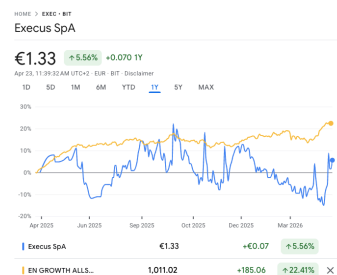 HOME > EXEC • BIT
Execus SpA
€1.33 ↑ 5.56% +0.070 1Y
Apr 23, 11:39:32 AM UTC+2 · EUR · BIT · Disclaimer
1D 5D 1M 6M YTD 1Y 5Y MAX
30%
20%
10%
0%
-10%
-20%
Apr 2025 Jun 2025 Sep 2025 Oct 2025 Dec 2025 Mar 2026
Execus SpA €1.33 +€0.07 ↑ 5.56%
EN GROWTH ALLS... 1,011.02 +185.06 ↑ 22.41%